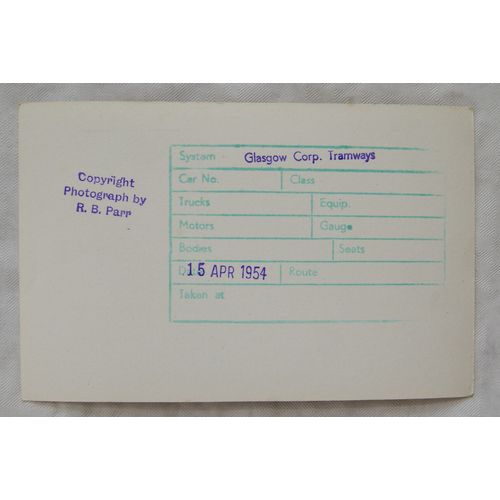 Copyright
Photograph by
R. B. Parr
System Glasgow Corp. Tramways
Car No. Class
Trucks Equip.
Motors Gauge
Bodies Seats
Date 15 APR 1954 Route
Taken at